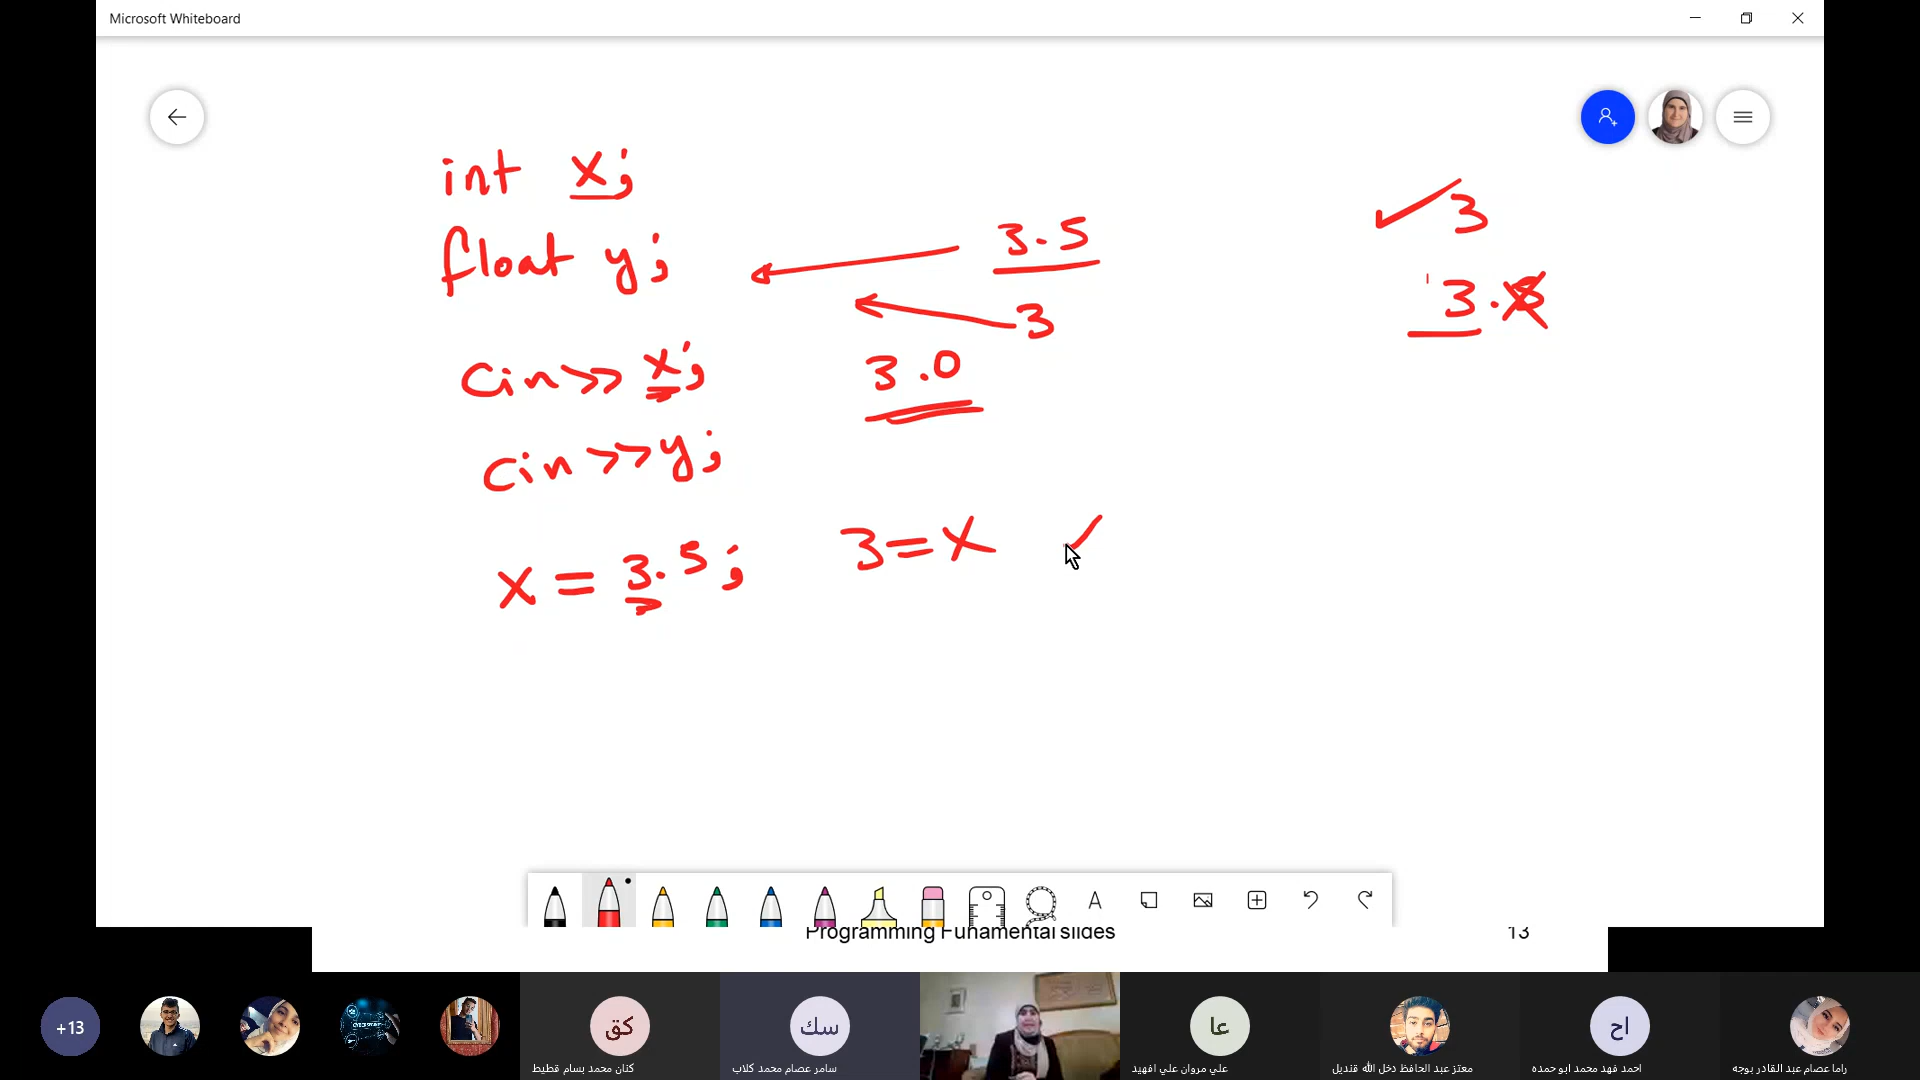 Microsoft Whiteboard
int x;
float y;
3.5
3
3
3.
3
cin>> x;
3.0
cin>>y;
x = 3.5;
3=x
A
Programming Funamental slides
13
+13
كق
كنان محمد بسام قطيط
سك
سامر عصام محمد كلاب
عا
علي مروان علي افهيد
معتز عبد الحافظ دخل الله قنديل
اح
احمد فهد محمد ابو حمده
راما عصام عبد القادر بوجه